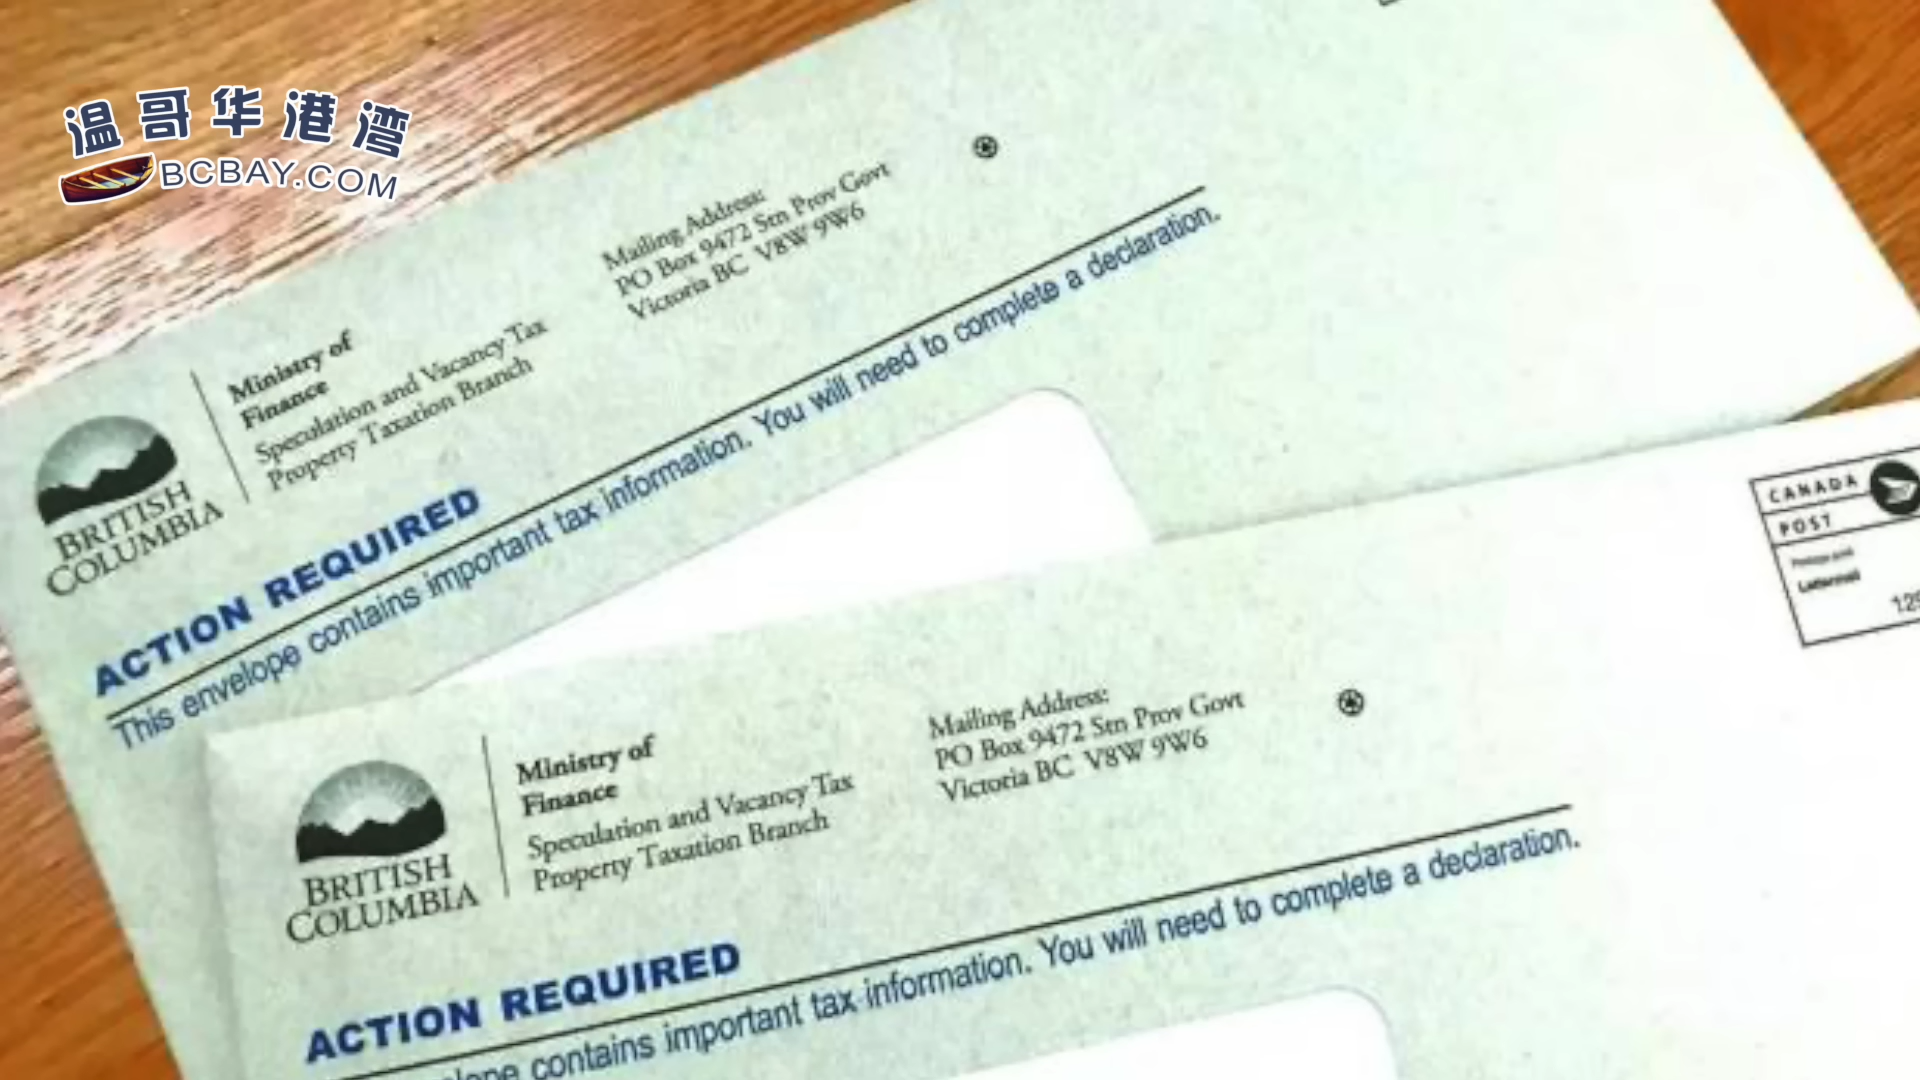 温哥华港湾
BCBAY.COM
BRITISH
COLUMBIA
Ministry of
Finance
Speculation and Vacancy Tax
Property Taxation Branch
Mailing Address:
PO Box 9472 Stn Prov Govt
Victoria BC V8W 9W6
ACTION REQUIRED
This envelope contains important tax information. You will need to complete a declaration.
CANADA
POST
Postage paid
Lettermail
BRITISH
COLUMBIA
Ministry of
Finance
Speculation and Vacancy Tax
Property Taxation Branch
Mailing Address:
PO Box 9472 Stn Prov Govt
Victoria BC V8W 9W6
ACTION REQUIRED
contains important tax information. You will need to complete a declaration.